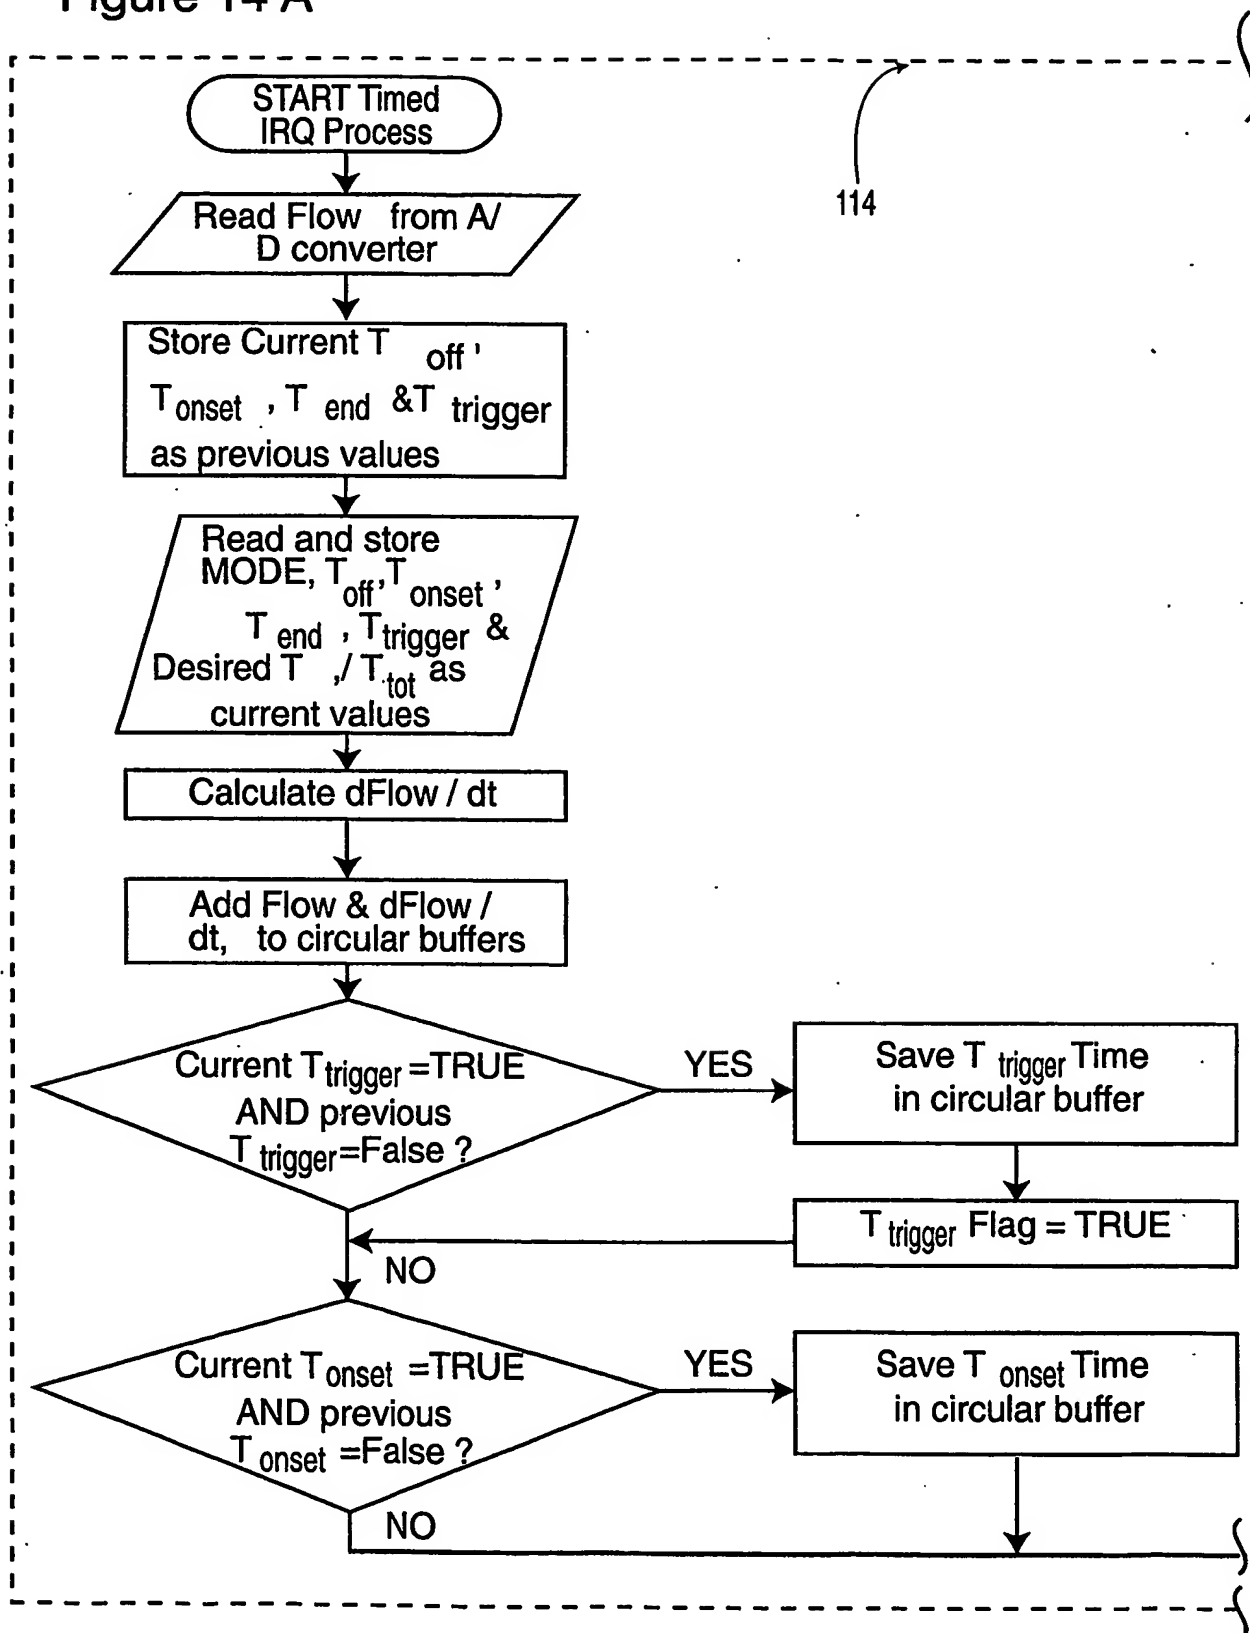 Figure 14 A
START Timed
IRQ Process
114
Read Flow from A/
D converter
Store Current T off,
T onset , T end & T trigger
as previous values
Read and store
MODE, T off, T onset ,
T end , T trigger &
Desired T ,/ T tot as
current values
Calculate dFlow / dt
Add Flow & dFlow /
dt, to circular buffers
Current T trigger =TRUE
AND previous
T trigger =False ?
YES
Save T trigger Time
in circular buffer
T trigger Flag = TRUE
NO
Current T onset =TRUE
AND previous
T onset =False ?
YES
Save T onset Time
in circular buffer
NO